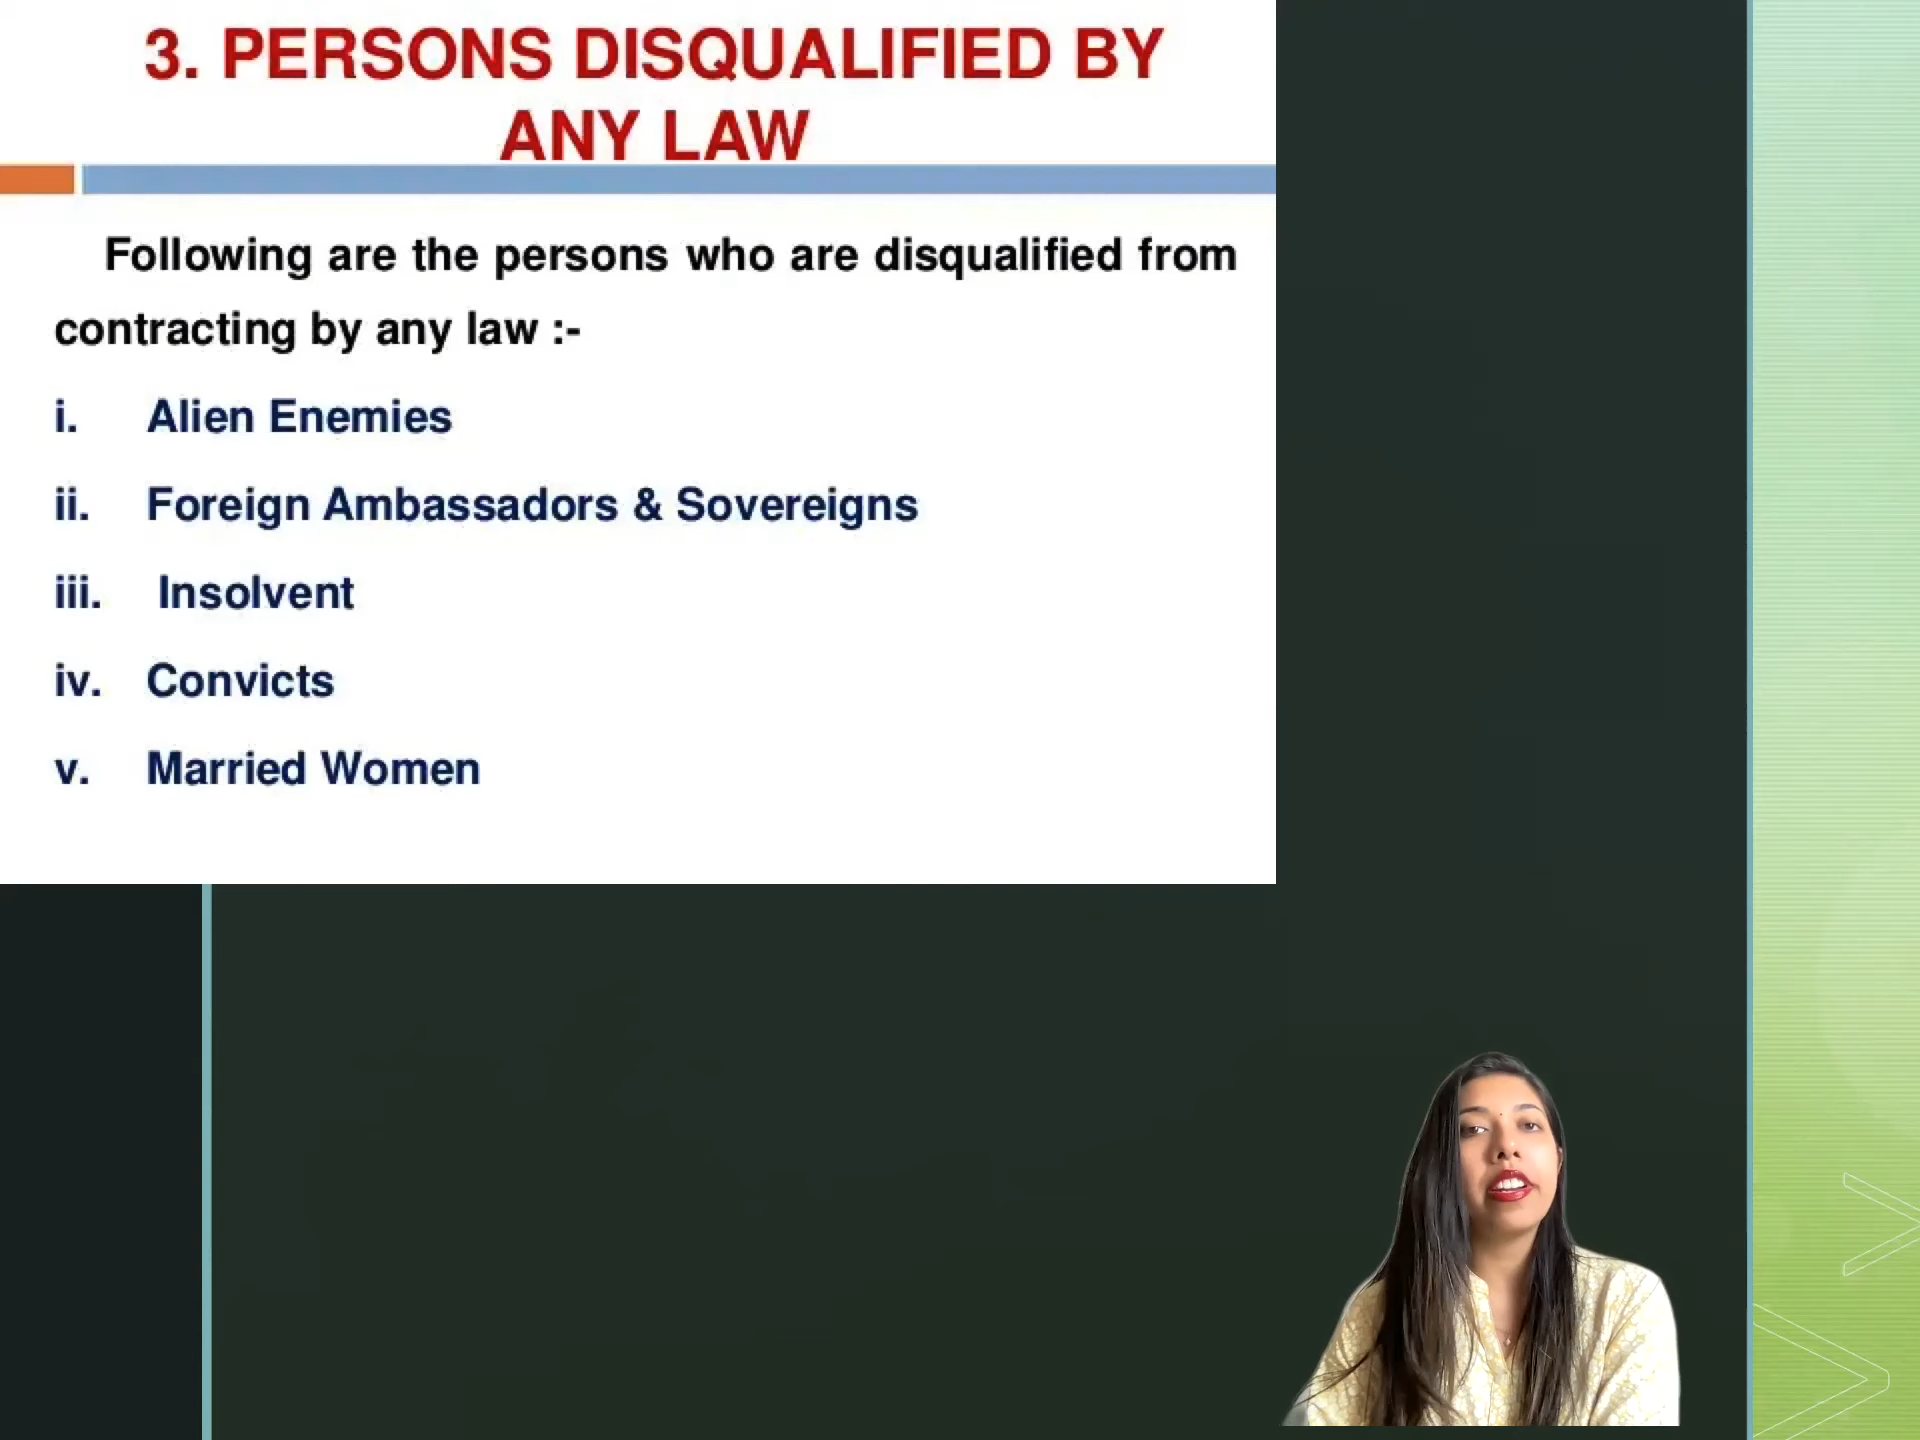 3. PERSONS DISQUALIFIED BY
ANY LAW
Following are the persons who are disqualified from
contracting by any law :-
i. Alien Enemies
ii. Foreign Ambassadors & Sovereigns
iii. Insolvent
iv. Convicts
v. Married Women